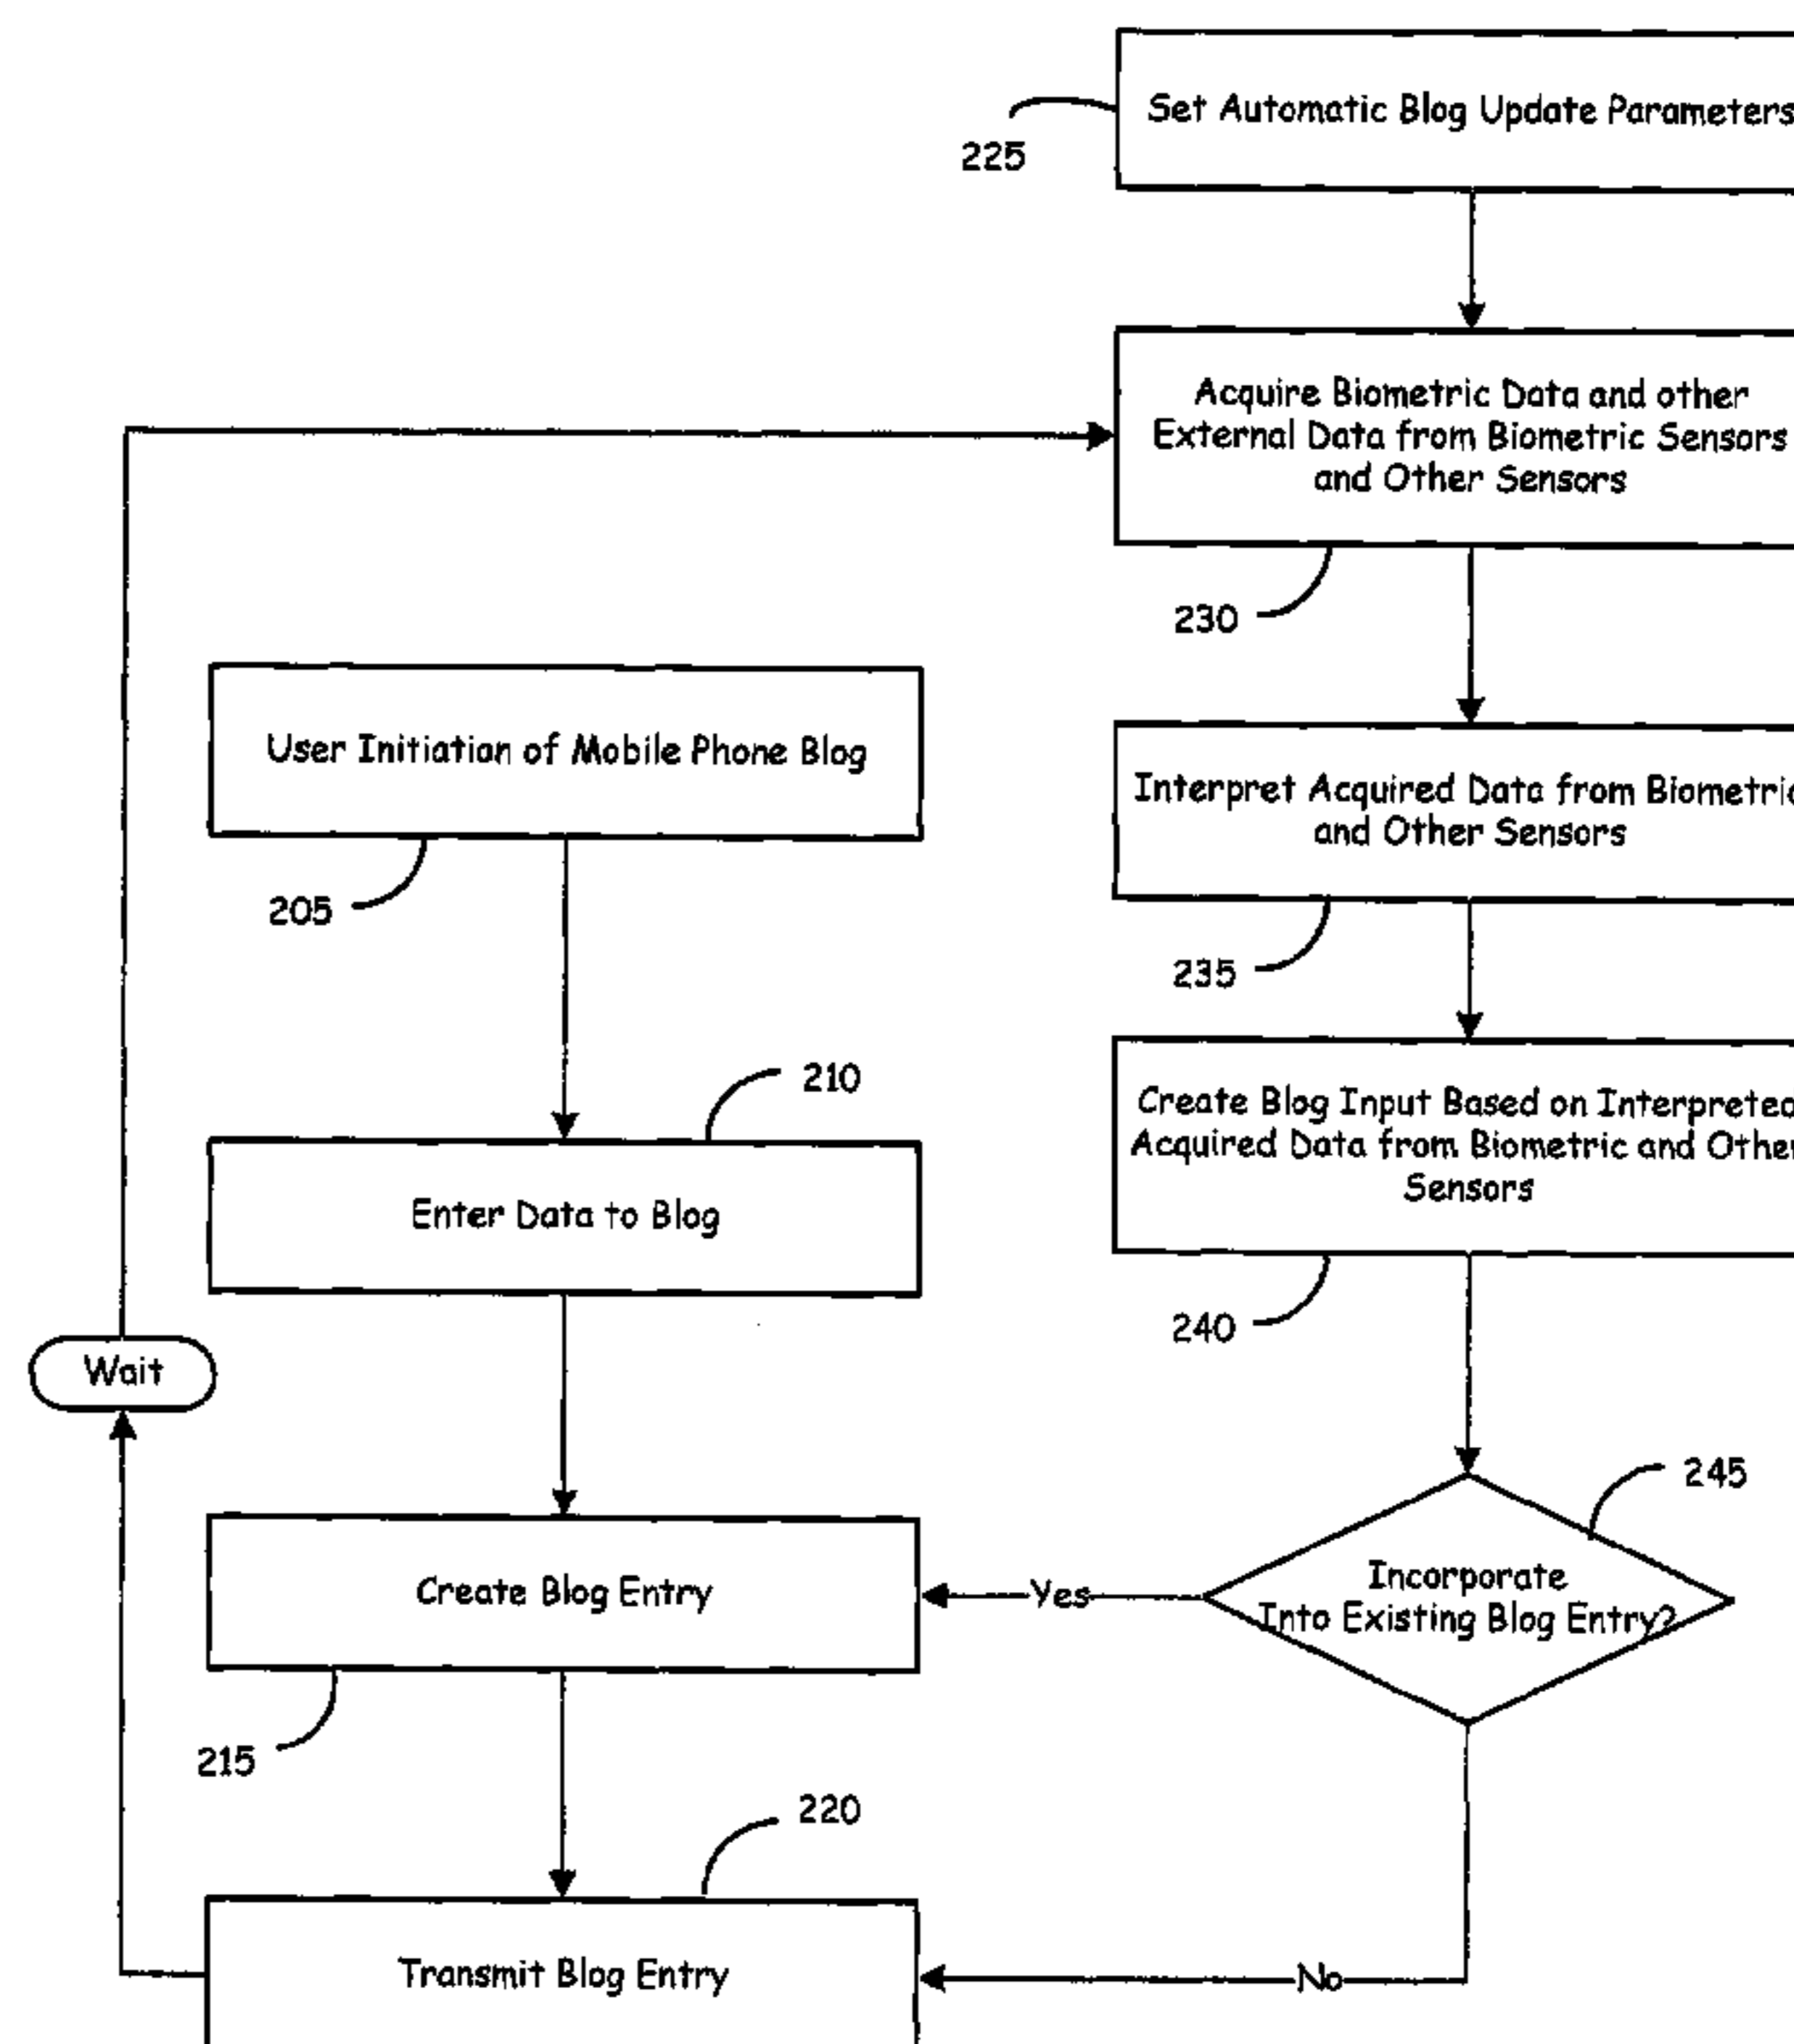 Set Automatic Blog Update Parameters
225
Acquire Biometric Data and other
External Data from Biometric Sensors
and Other Sensors
230
User Initiation of Mobile Phone Blog
205
Interpret Acquired Data from Biometric
and Other Sensors
235
210
Create Blog Input Based on Interpreted
Acquired Data from Biometric and Other
Sensors
240
Enter Data to Blog
Wait
245
Incorporate
Into Existing Blog Entry?
Yes
Create Blog Entry
215
220
Transmit Blog Entry
No